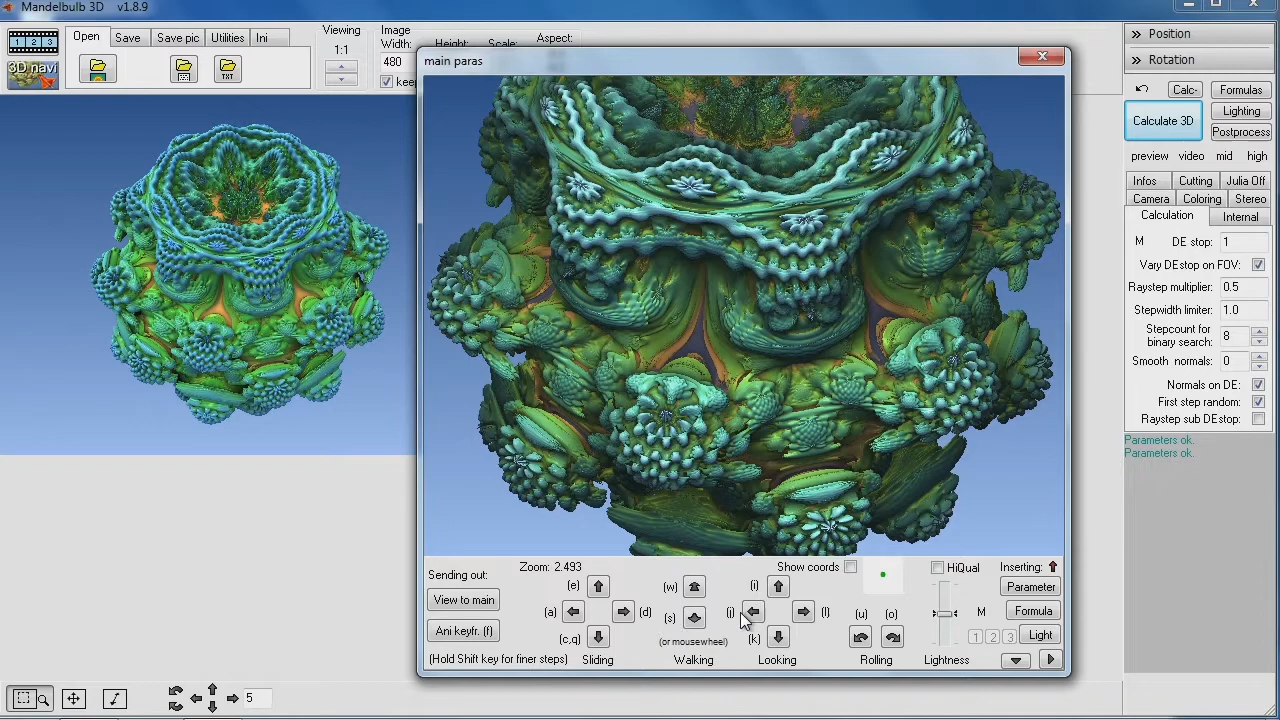 Mandelbulb 3D v1.8.9
Open Save Save pic Utilities Ini
3D navi
1 2 3
TXT
Viewing
1:1
Image
Width: Height: Scale: Aspect:
480
keep
main paras
Position
Rotation
Calc- Formulas
Calculate 3D Lighting
Postprocess
preview video mid high
Infos Cutting Julia Off
Camera Coloring Stereo
Calculation Internal
M DE stop: 1
Vary DEstop on FOV:
Raystep multiplier: 0.5
Stepwidth limiter: 1.0
Stepcount for
binary search: 8
Smooth normals: 0
Normals on DE:
First step random:
Raystep sub DEstop:
Parameters ok.
Parameters ok.
Sending out: Zoom: 2.493 Show coords HiQual Inserting:
(e) (w) (i) Parameter
View to main (a) (d) (s) (j) (l) (u) (o) M Formula
Ani keyfr. (f) (c,q) (or mousewheel) (k) 1 2 3 Light
(Hold Shift key for finer steps) Sliding Walking Looking Rolling Lightness
5